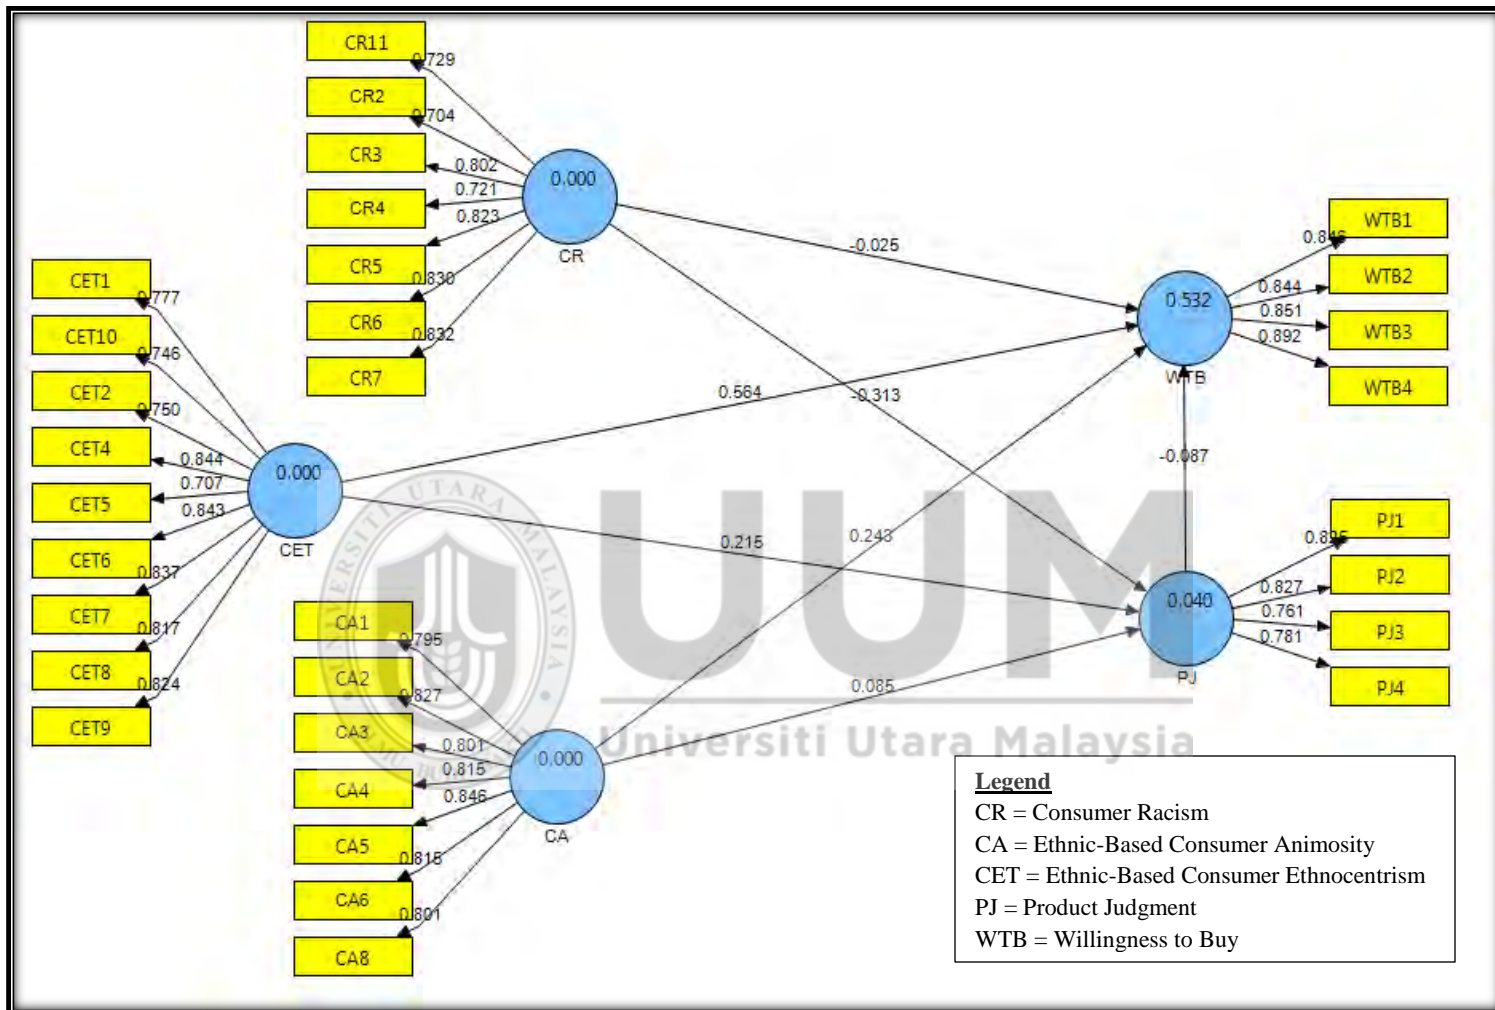 CR11
0.729
CR2
0.704
CR3
0.802
CR4
0.721
CR5
0.823
CR6
0.830
CR7
0.832
0.000
CR
CET1
0.777
CET10
0.746
CET2
0.750
CET4
0.844
CET5
0.707
CET6
0.843
CET7
0.837
CET8
0.817
CET9
0.824
0.000
CET
CA1
0.795
CA2
0.827
CA3
0.801
CA4
0.815
CA5
0.846
CA6
0.815
CA8
0.801
0.000
CA
-0.025
0.564
-0.313
0.215
0.243
0.085
-0.087
0.532
WTB
WTB1
WTB2
0.844
WTB3
0.851
WTB4
0.892
0.040
PJ
PJ1
PJ2
0.827
PJ3
0.761
PJ4
0.781
UNIVERSITI UTARA MALAYSIA
UUM
Universiti Utara Malaysia
Legend
CR = Consumer Racism
CA = Ethnic-Based Consumer Animosity
CET = Ethnic-Based Consumer Ethnocentrism
PJ = Product Judgment
WTB = Willingness to Buy